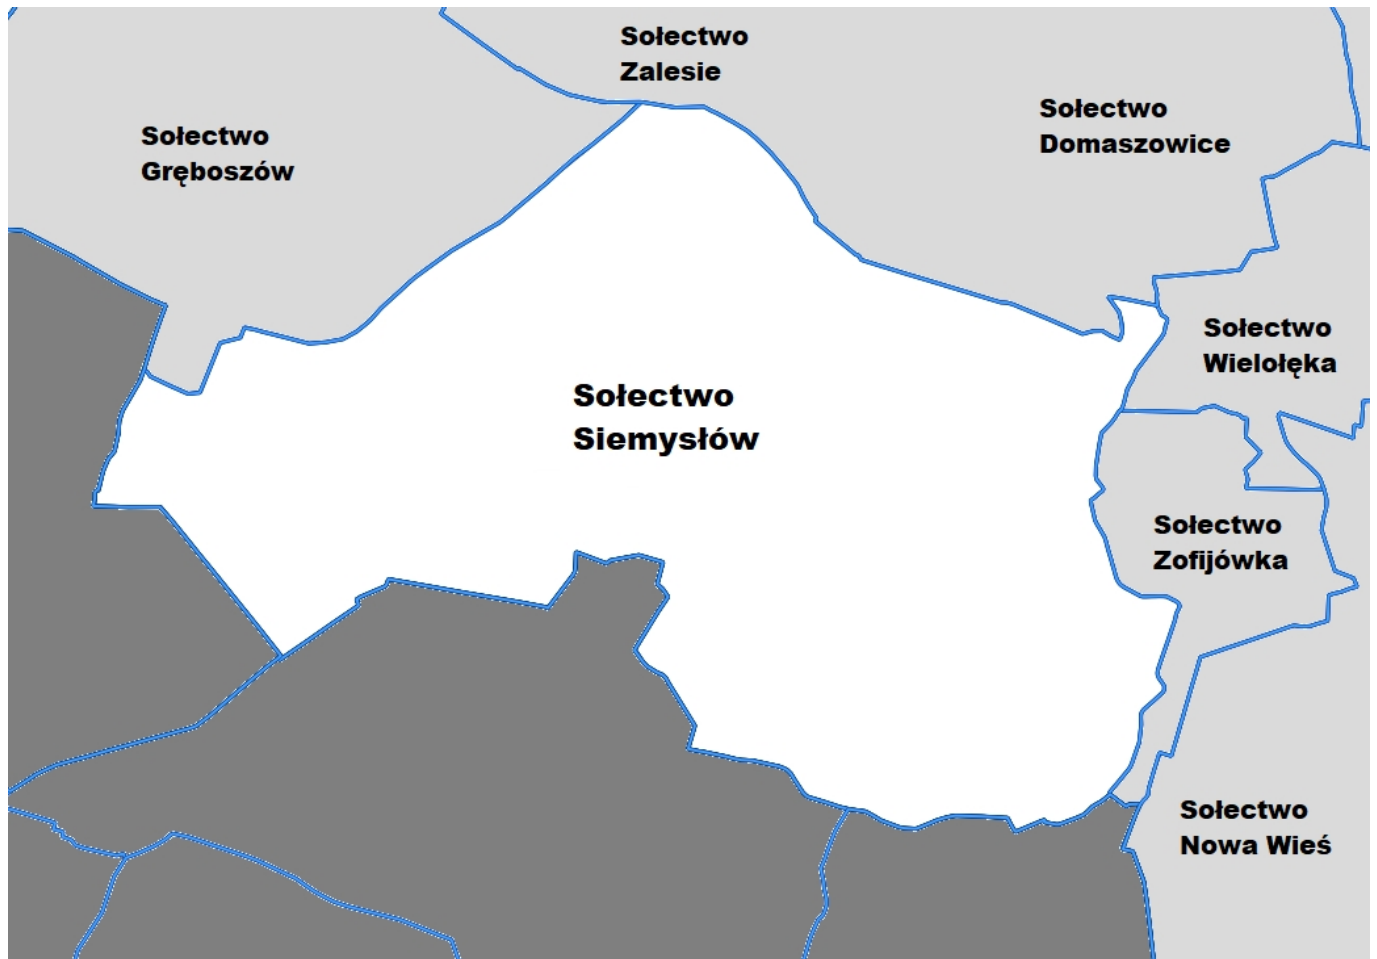 Sołectwo
Zalesie
Sołectwo
Domaszowice
Sołectwo
Gręboszów
Sołectwo
Wielołęka
Sołectwo
Siemysłów
Sołectwo
Zofijówka
Sołectwo
Nowa Wieś